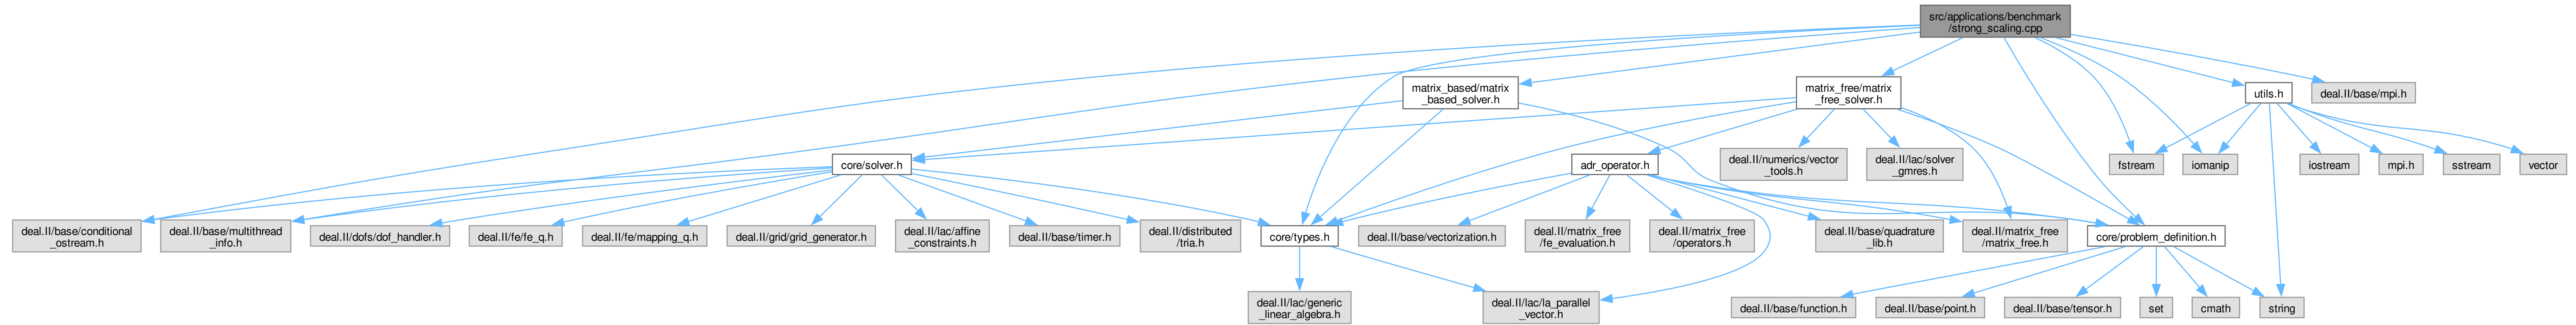 src/applications/benchmark
/strong_scaling.cpp
matrix_based/matrix
_based_solver.h
matrix_free/matrix
_free_solver.h
utils.h
deal.II/base/mpi.h
core/solver.h
adr_operator.h
deal.II/numerics/vector
_tools.h
deal.II/lac/solver
_gmres.h
fstream
iomanip
iostream
mpi.h
sstream
vector
deal.II/base/conditional
_ostream.h
deal.II/base/multithread
_info.h
deal.II/dofs/dof_handler.h
deal.II/fe/fe_q.h
deal.II/fe/mapping_q.h
deal.II/grid/grid_generator.h
deal.II/lac/affine
_constraints.h
deal.II/base/timer.h
deal.II/distributed
/tria.h
core/types.h
deal.II/base/vectorization.h
deal.II/matrix_free
/fe_evaluation.h
deal.II/matrix_free
/operators.h
deal.II/base/quadrature
_lib.h
deal.II/matrix_free
/matrix_free.h
core/problem_definition.h
deal.II/lac/generic
_linear_algebra.h
deal.II/lac/la_parallel
_vector.h
deal.II/base/function.h
deal.II/base/point.h
deal.II/base/tensor.h
set
cmath
string